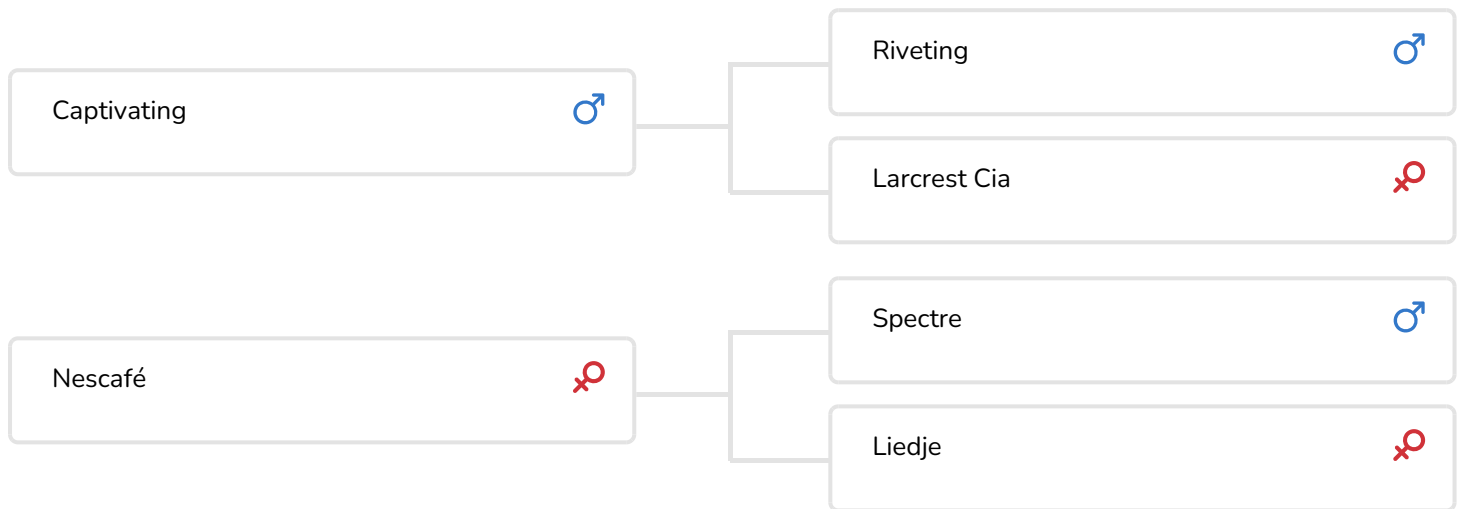 Captivating
Riveting
Larcrest Cia
Nescafé
Spectre
Liedje